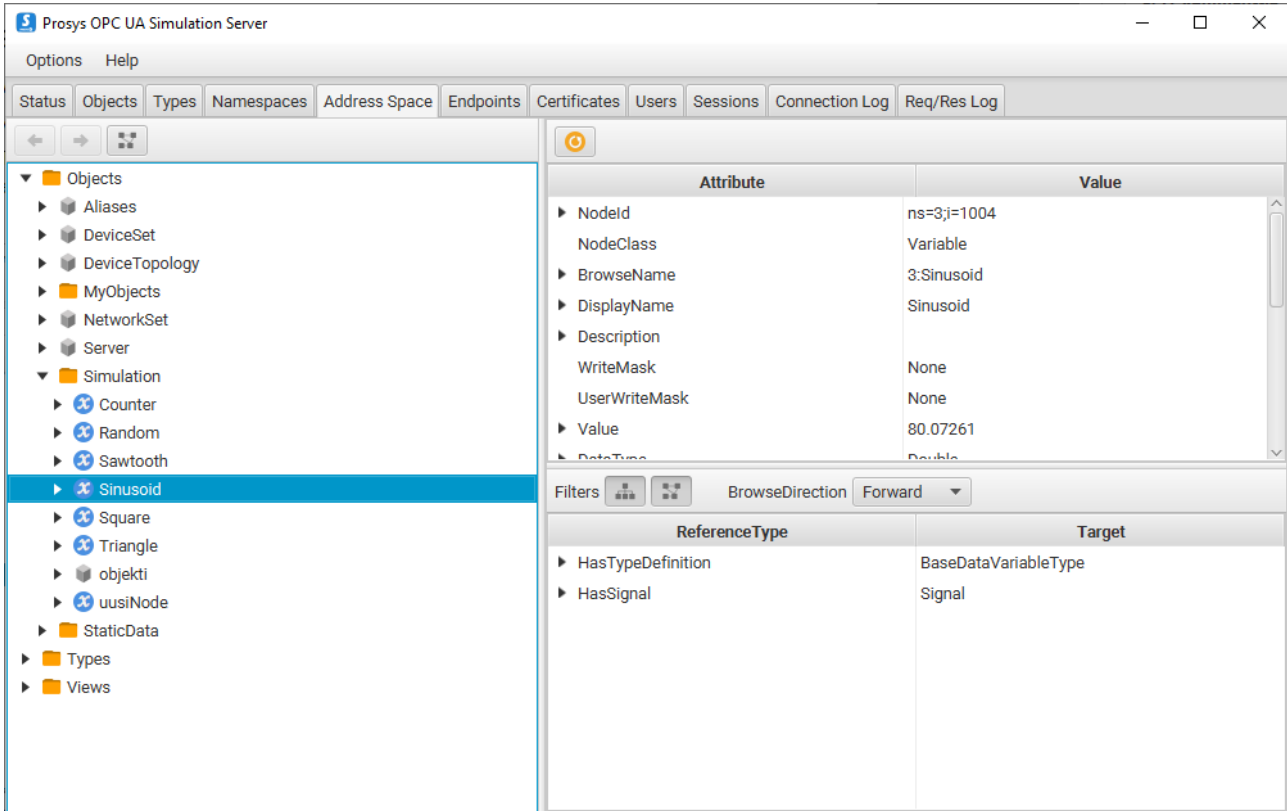 Prosys OPC UA Simulation Server
Options Help
Status Objects Types Namespaces Address Space Endpoints Certificates Users Sessions Connection Log Req/Res Log
Objects
Aliases
DeviceSet
DeviceTopology
MyObjects
NetworkSet
Server
Simulation
Counter
Random
Sawtooth
Sinusoid
Square
Triangle
objekti
uusiNode
StaticData
Types
Views
Attribute Value
NodeId ns=3;i=1004
NodeClass Variable
BrowseName 3:Sinusoid
DisplayName Sinusoid
Description
WriteMask None
UserWriteMask None
Value 80.07261
DataType Double
Filters BrowseDirection Forward
ReferenceType Target
HasTypeDefinition BaseDataVariableType
HasSignal Signal